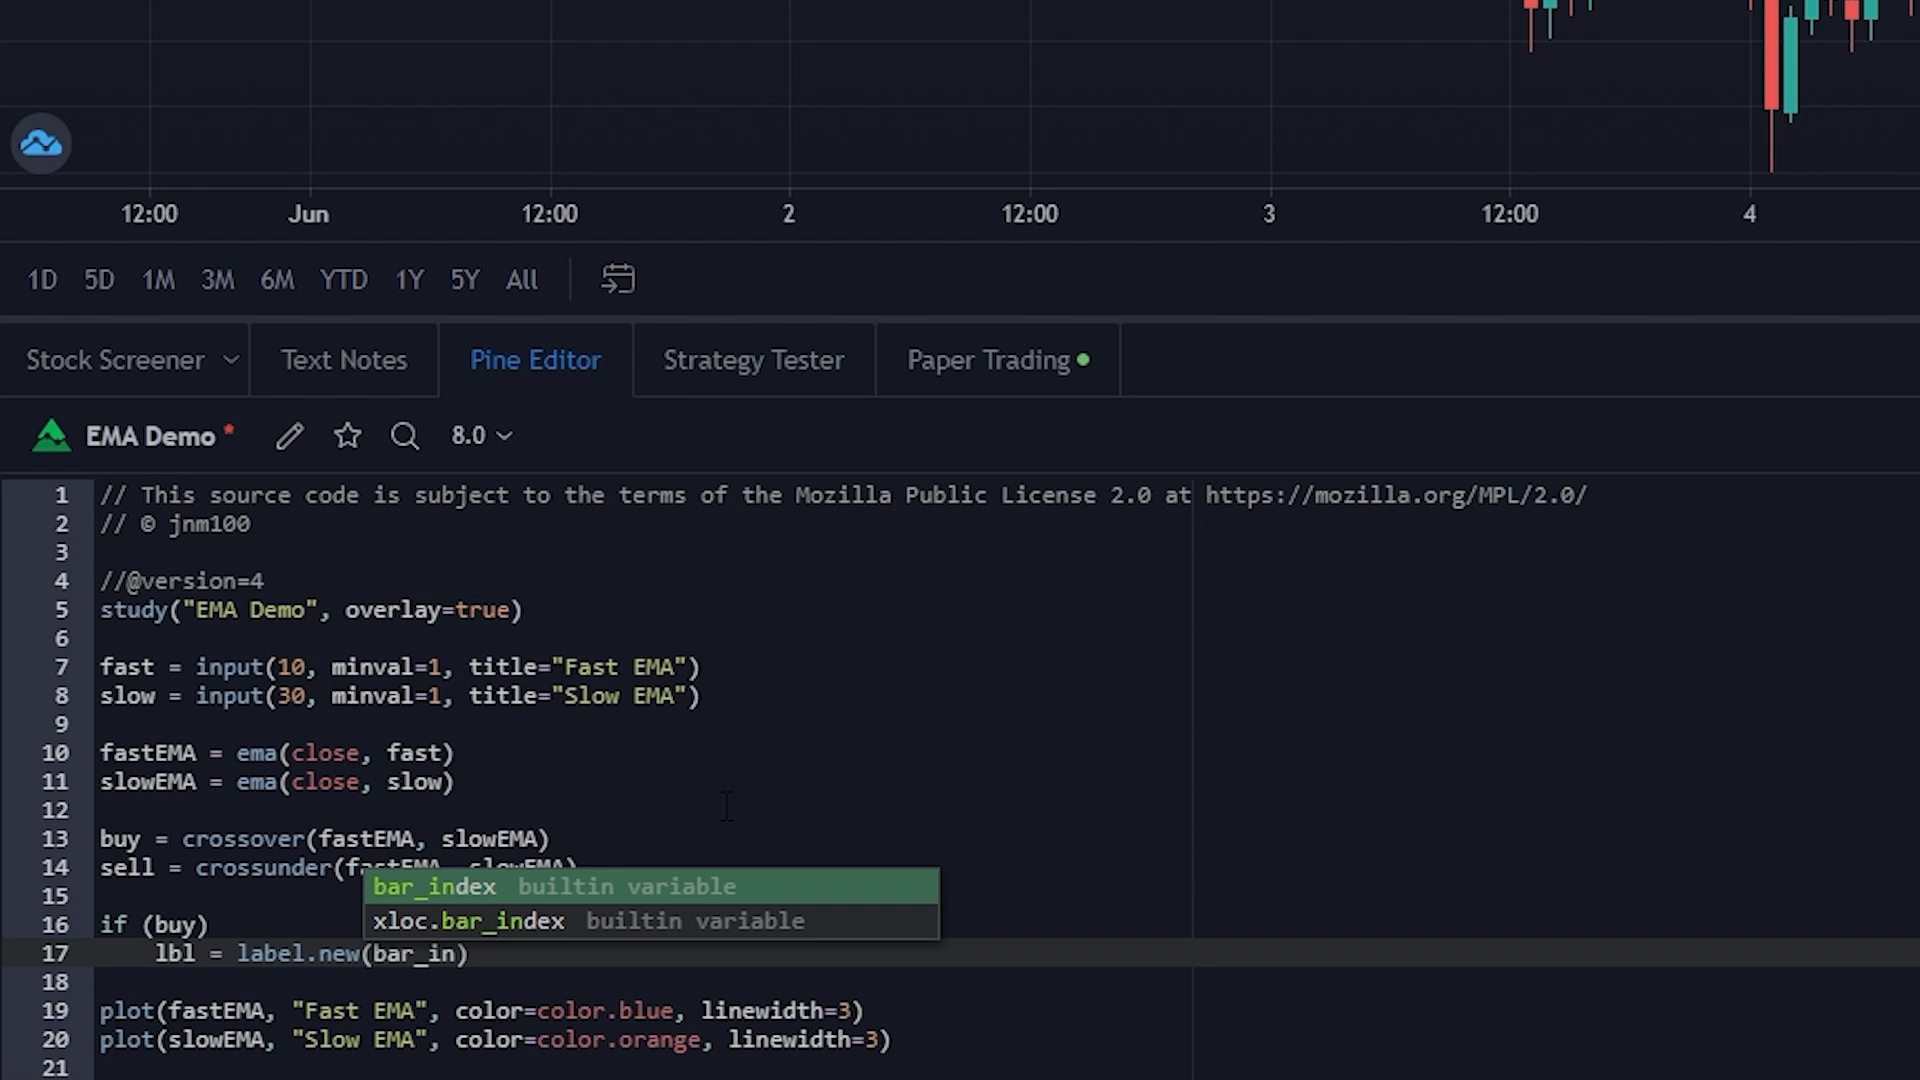 12:00 Jun 12:00 2 12:00 3 12:00 4
1D 5D 1M 3M 6M YTD 1Y 5Y All
Stock Screener Text Notes Pine Editor Strategy Tester Paper Trading
EMA Demo * 8.0
1 // This source code is subject to the terms of the Mozilla Public License 2.0 at https://mozilla.org/MPL/2.0/
2 // © jnm100
3
4 //@version=4
5 study("EMA Demo", overlay=true)
6
7 fast = input(10, minval=1, title="Fast EMA")
8 slow = input(30, minval=1, title="Slow EMA")
9
10 fastEMA = ema(close, fast)
11 slowEMA = ema(close, slow)
12
13 buy = crossover(fastEMA, slowEMA)
14 sell = crossunder(fastEMA, slowEMA)
bar_index builtin variable
15
xloc.bar_index builtin variable
16 if (buy)
17 lbl = label.new(bar_in)
18
19 plot(fastEMA, "Fast EMA", color=color.blue, linewidth=3)
20 plot(slowEMA, "Slow EMA", color=color.orange, linewidth=3)
21